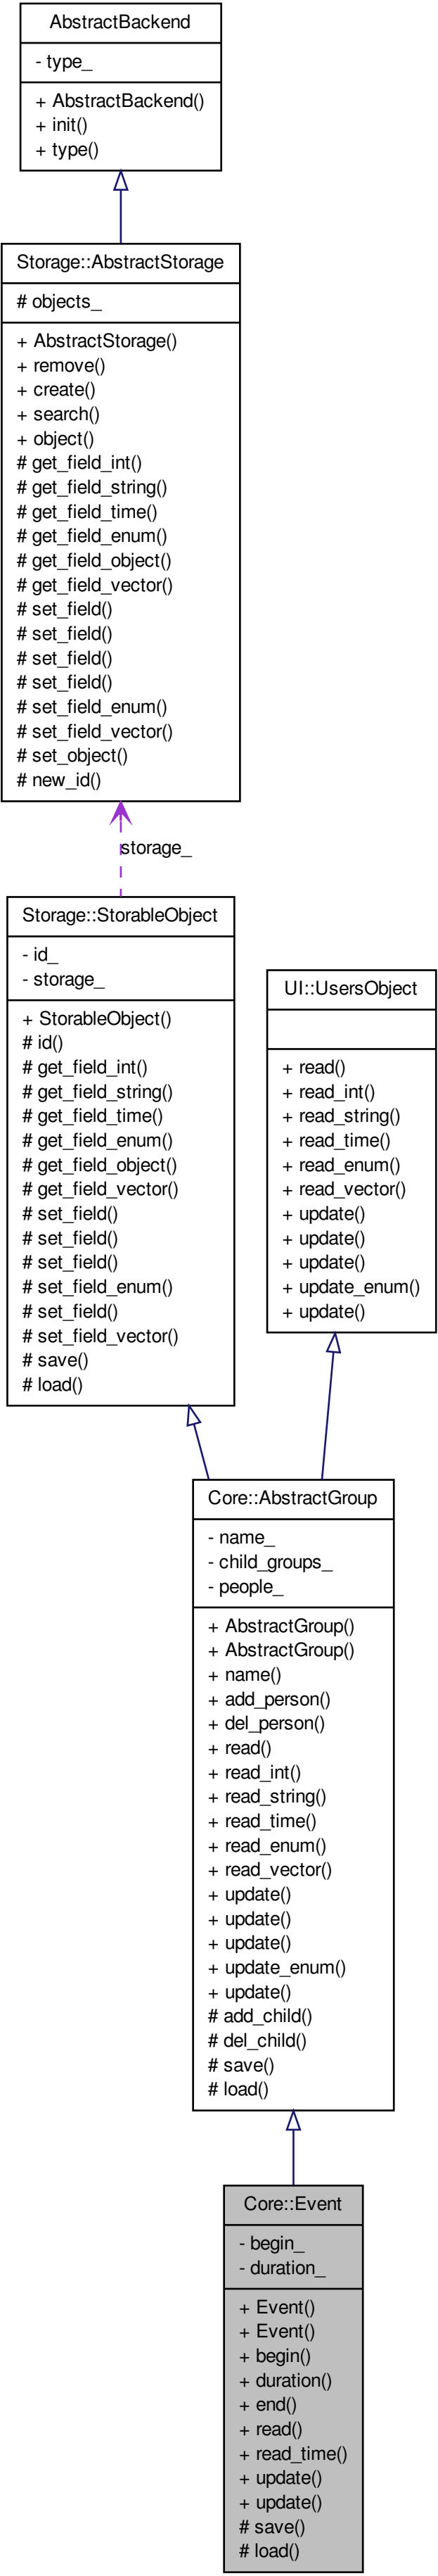 AbstractBackend
- type_
+ AbstractBackend()
+ init()
+ type()
Storage::AbstractStorage
# objects_
+ AbstractStorage()
+ remove()
+ create()
+ search()
+ object()
# get_field_int()
# get_field_string()
# get_field_time()
# get_field_enum()
# get_field_object()
# get_field_vector()
# set_field()
# set_field()
# set_field()
# set_field()
# set_field_enum()
# set_field_vector()
# set_object()
# new_id()
storage_
Storage::StorableObject
- id_
- storage_
+ StorableObject()
# id()
# get_field_int()
# get_field_string()
# get_field_time()
# get_field_enum()
# get_field_object()
# get_field_vector()
# set_field()
# set_field()
# set_field()
# set_field_enum()
# set_field()
# set_field_vector()
# save()
# load()
UI::UsersObject
+ read()
+ read_int()
+ read_string()
+ read_time()
+ read_enum()
+ read_vector()
+ update()
+ update()
+ update()
+ update_enum()
+ update()
Core::AbstractGroup
- name_
- child_groups_
- people_
+ AbstractGroup()
+ AbstractGroup()
+ name()
+ add_person()
+ del_person()
+ read()
+ read_int()
+ read_string()
+ read_time()
+ read_enum()
+ read_vector()
+ update()
+ update()
+ update()
+ update_enum()
+ update()
# add_child()
# del_child()
# save()
# load()
Core::Event
- begin_
- duration_
+ Event()
+ Event()
+ begin()
+ duration()
+ end()
+ read()
+ read_time()
+ update()
+ update()
# save()
# load()